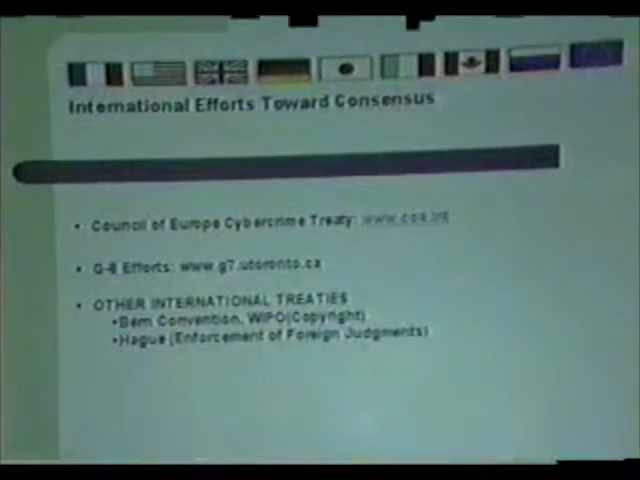 International Efforts Toward Consensus
• Council of Europe Cybercrime Treaty: www.coe.int
• G-8 Efforts: www.g7.utoronto.ca
• OTHER INTERNATIONAL TREATIES
•Bern Convention, WIPO(Copyright)
•Hague (Enforcement of Foreign Judgments)